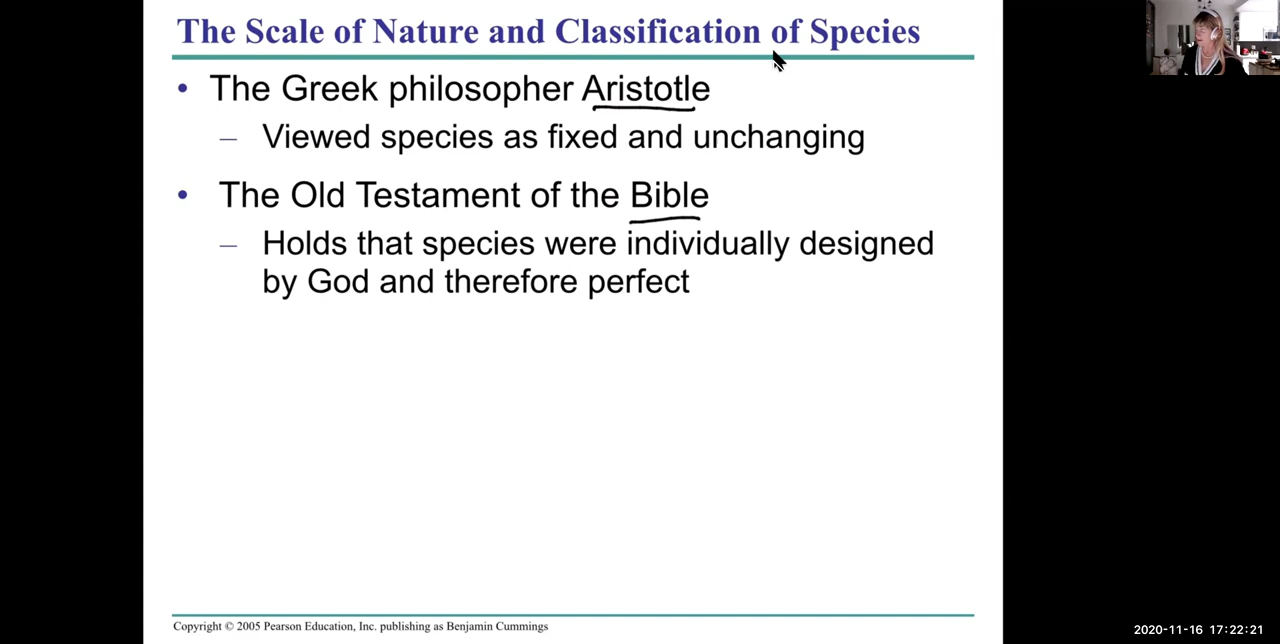 The Scale of Nature and Classification of Species
• The Greek philosopher Aristotle
– Viewed species as fixed and unchanging
• The Old Testament of the Bible
– Holds that species were individually designed
by God and therefore perfect
Copyright © 2005 Pearson Education, Inc. publishing as Benjamin Cummings
2020-11-16 17:22:21